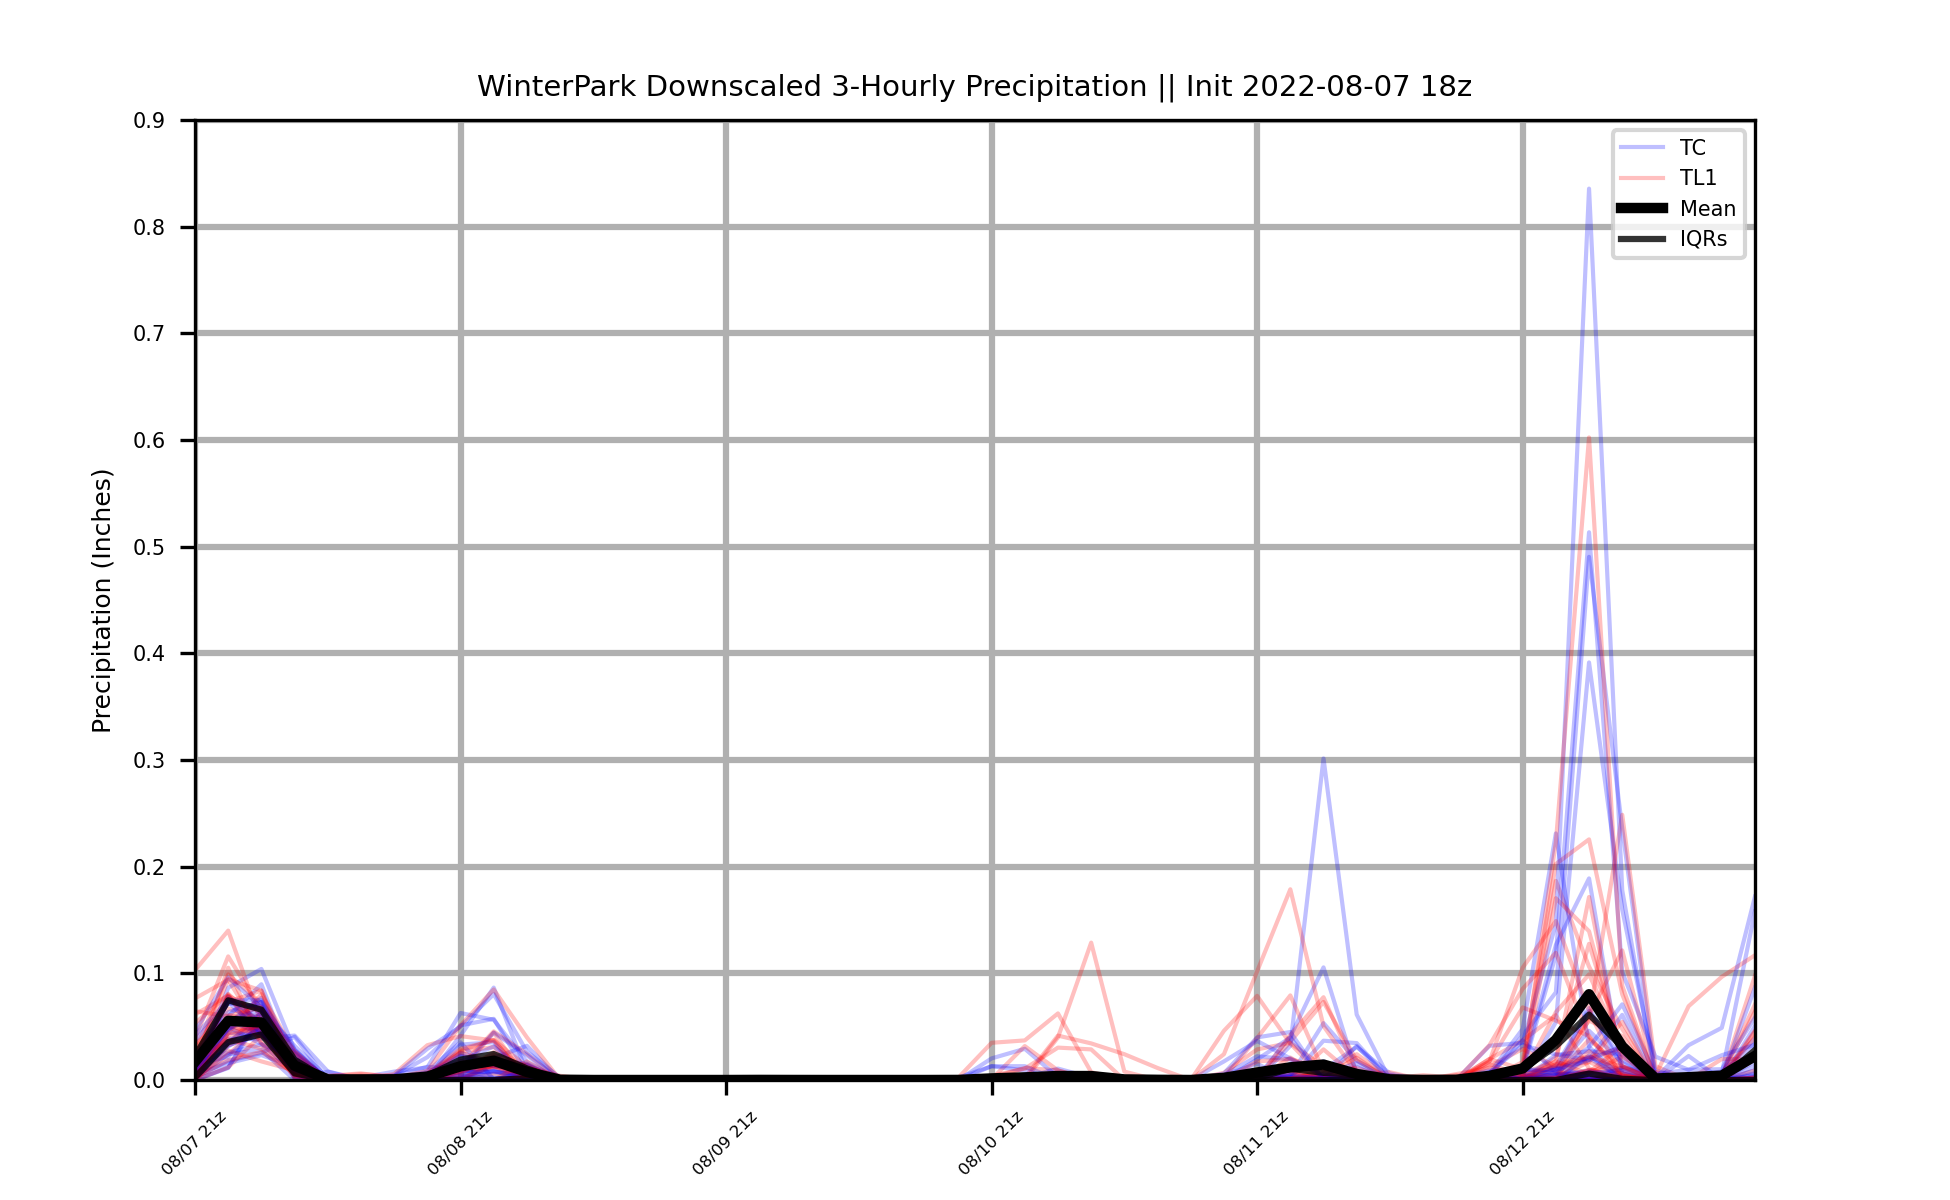 WinterPark Downscaled 3-Hourly Precipitation || Init 2022-08-07 18z
0.9
0.8
0.7
0.6
0.5
0.4
0.3
0.2
0.1
0.0
Precipitation (Inches)
TC
TL1
Mean
IQRs
08/07 21z
08/08 21z
08/09 21z
08/10 21z
08/11 21z
08/12 21z